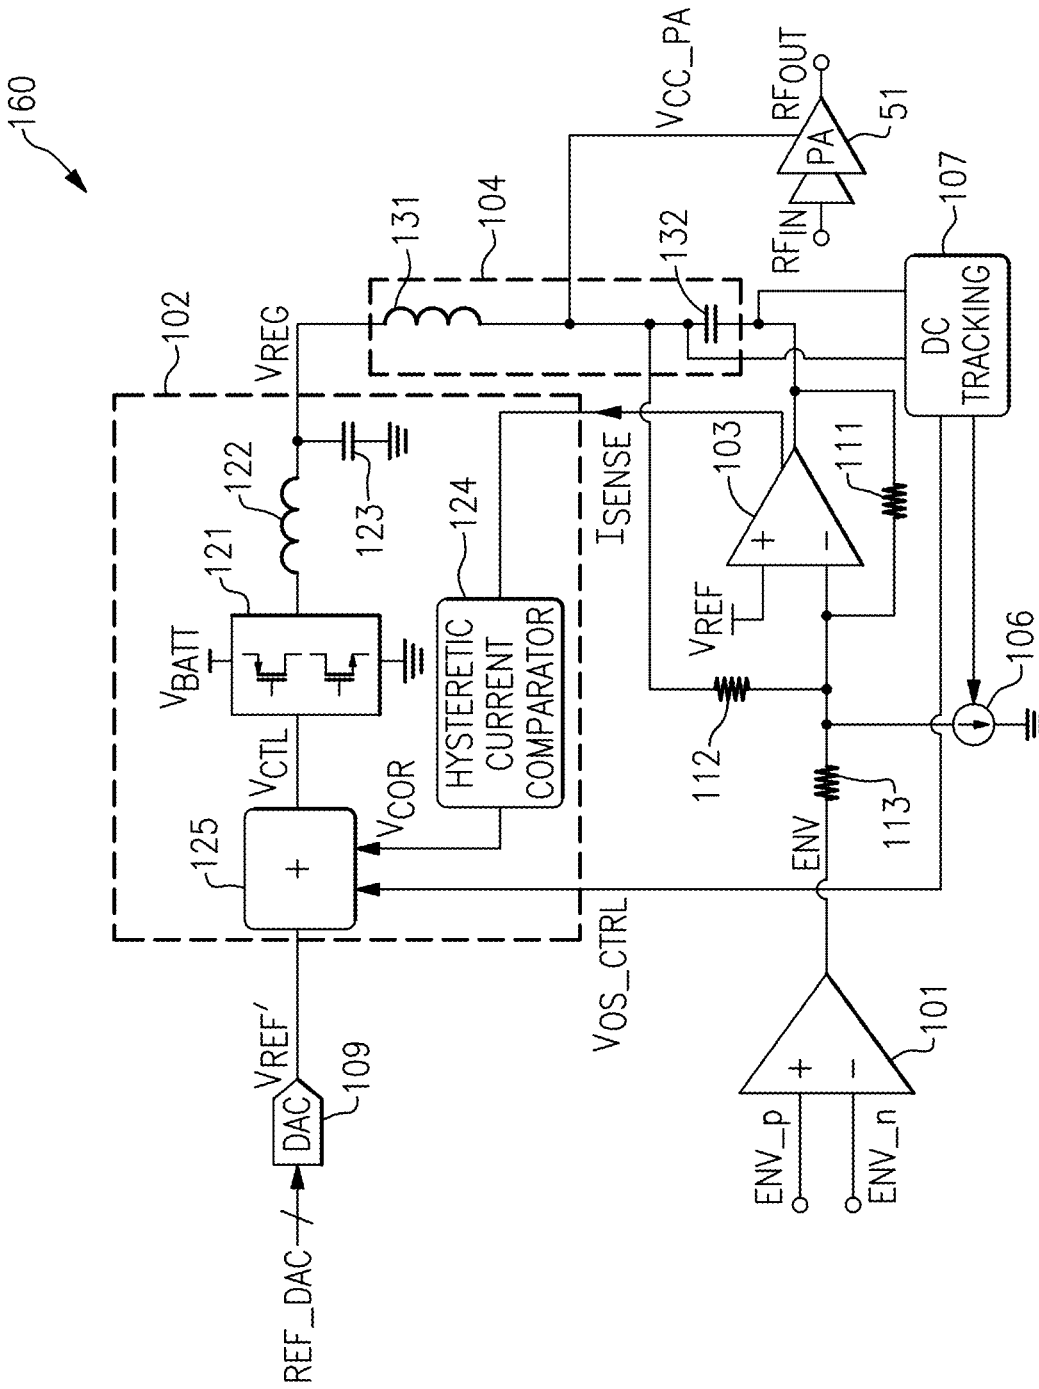 160
102
VREG
131
104
VCC_PA
RFIN
PA
RFOUT
51
132
107
DC
TRACKING
VBATT
121
122
123
124
HYSTERETIC
CURRENT
COMPARATOR
ISENSE
103
+
−
VREF
111
112
113
106
125
+
VCTL
VCOR
ENV
VOS_CTRL
REF_DAC
DAC
109
VREF'
ENV_p
ENV_n
+
−
101